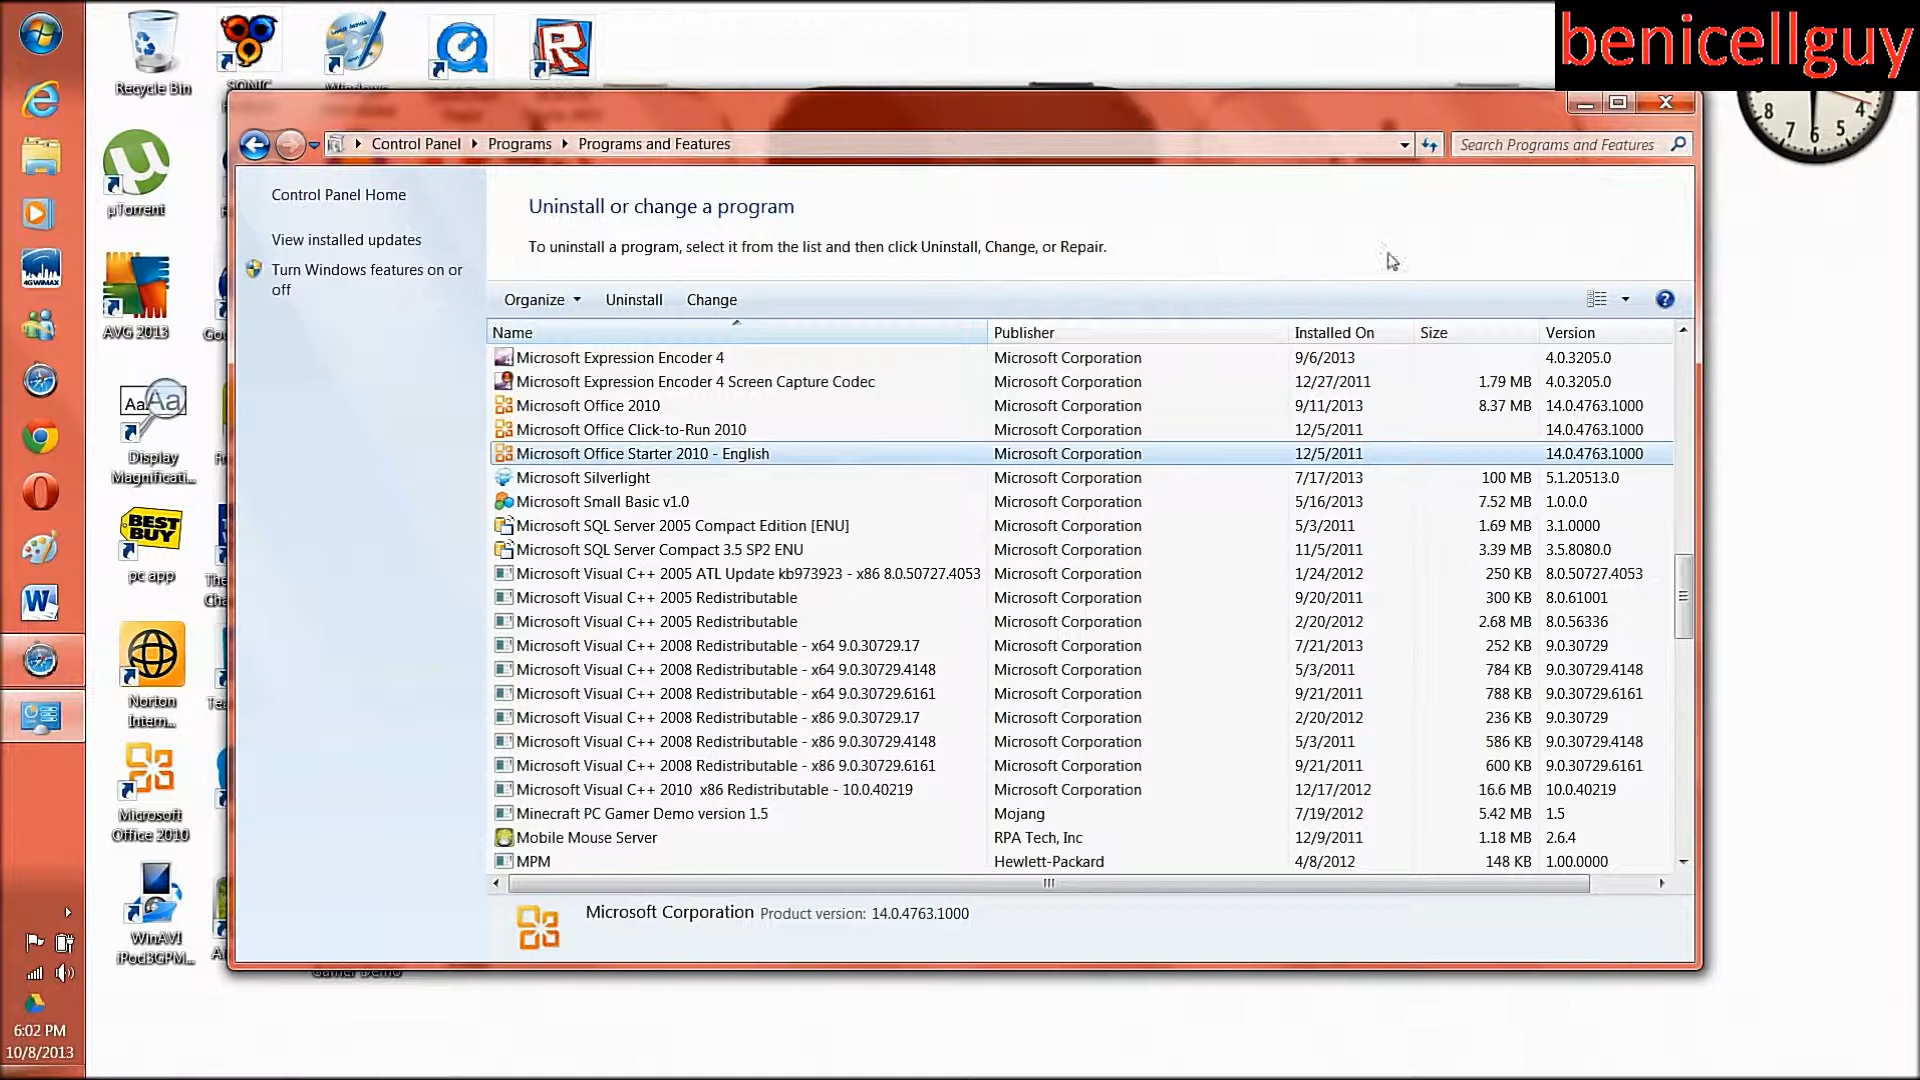 benicellguy
Recycle Bin
SONIC
Windows
µTorrent
AVG 2013
Display
Magnificati...
BEST
BUY
pc app
Norton
Intern...
Microsoft
Office 2010
WinAVI
iPod3GPM...
4GWIMAX
8 7 6 5 4
Control Panel Programs Programs and Features
Search Programs and Features
Control Panel Home
View installed updates
Turn Windows features on or
off
Uninstall or change a program
To uninstall a program, select it from the list and then click Uninstall, Change, or Repair.
Organize Uninstall Change
Name Publisher Installed On Size Version
Microsoft Expression Encoder 4 Microsoft Corporation 9/6/2013 4.0.3205.0
Microsoft Expression Encoder 4 Screen Capture Codec Microsoft Corporation 12/27/2011 1.79 MB 4.0.3205.0
Microsoft Office 2010 Microsoft Corporation 9/11/2013 8.37 MB 14.0.4763.1000
Microsoft Office Click-to-Run 2010 Microsoft Corporation 12/5/2011 14.0.4763.1000
Microsoft Office Starter 2010 - English Microsoft Corporation 12/5/2011 14.0.4763.1000
Microsoft Silverlight Microsoft Corporation 7/17/2013 100 MB 5.1.20513.0
Microsoft Small Basic v1.0 Microsoft Corporation 5/16/2013 7.52 MB 1.0.0.0
Microsoft SQL Server 2005 Compact Edition [ENU] Microsoft Corporation 5/3/2011 1.69 MB 3.1.0000
Microsoft SQL Server Compact 3.5 SP2 ENU Microsoft Corporation 11/5/2011 3.39 MB 3.5.8080.0
Microsoft Visual C++ 2005 ATL Update kb973923 - x86 8.0.50727.4053 Microsoft Corporation 1/24/2012 250 KB 8.0.50727.4053
Microsoft Visual C++ 2005 Redistributable Microsoft Corporation 9/20/2011 300 KB 8.0.61001
Microsoft Visual C++ 2005 Redistributable Microsoft Corporation 2/20/2012 2.68 MB 8.0.56336
Microsoft Visual C++ 2008 Redistributable - x64 9.0.30729.17 Microsoft Corporation 7/21/2013 252 KB 9.0.30729
Microsoft Visual C++ 2008 Redistributable - x64 9.0.30729.4148 Microsoft Corporation 5/3/2011 784 KB 9.0.30729.4148
Microsoft Visual C++ 2008 Redistributable - x64 9.0.30729.6161 Microsoft Corporation 9/21/2011 788 KB 9.0.30729.6161
Microsoft Visual C++ 2008 Redistributable - x86 9.0.30729.17 Microsoft Corporation 2/20/2012 236 KB 9.0.30729
Microsoft Visual C++ 2008 Redistributable - x86 9.0.30729.4148 Microsoft Corporation 5/3/2011 586 KB 9.0.30729.4148
Microsoft Visual C++ 2008 Redistributable - x86 9.0.30729.6161 Microsoft Corporation 9/21/2011 600 KB 9.0.30729.6161
Microsoft Visual C++ 2010 x86 Redistributable - 10.0.40219 Microsoft Corporation 12/17/2012 16.6 MB 10.0.40219
Minecraft PC Gamer Demo version 1.5 Mojang 7/19/2012 5.42 MB 1.5
Mobile Mouse Server RPA Tech, Inc 12/9/2011 1.18 MB 2.6.4
MPM Hewlett-Packard 4/8/2012 148 KB 1.00.0000
Microsoft Corporation Product version: 14.0.4763.1000
6:02 PM
10/8/2013